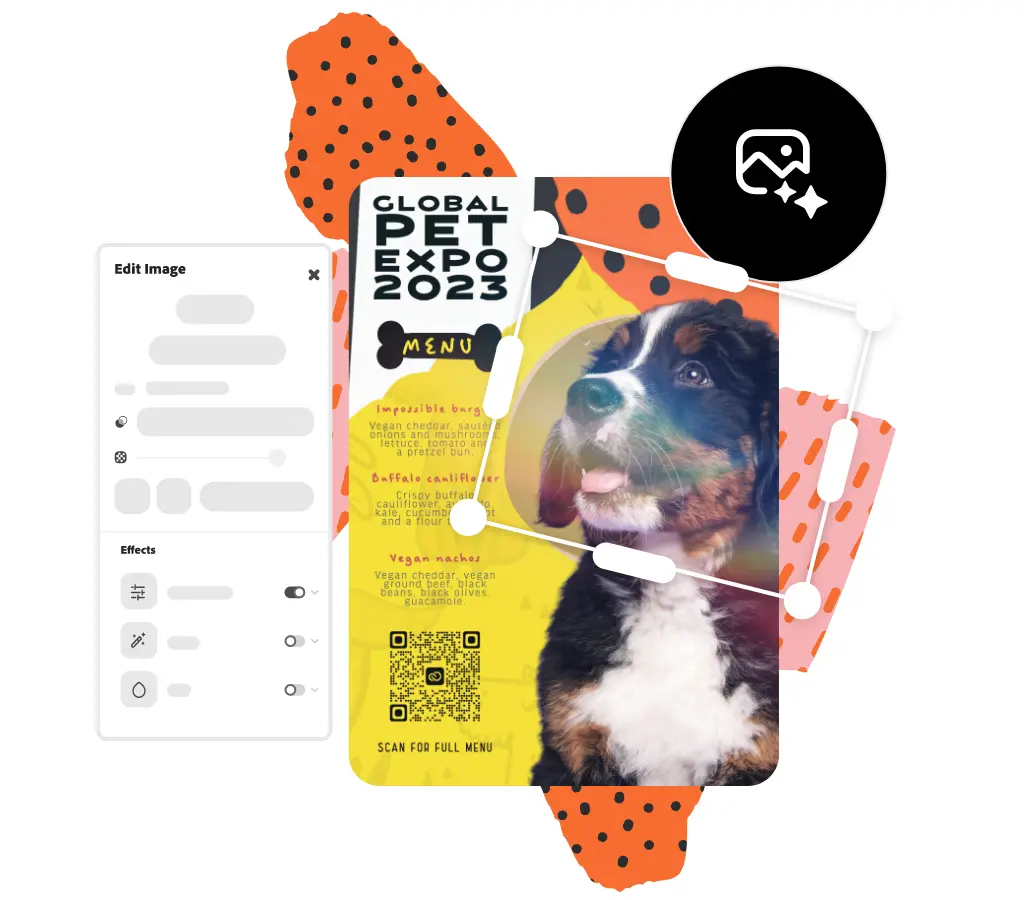 Edit Image
GLOBAL
PET
EXPO
2023
MENU
Impossible burg
Vegan cheddar, sautéed
onions and mushrooms,
lettuce, tomato and
a pretzel bun.
Buffalo cauliflower
Crispy buffalo
cauliflower,
kale,
and a flour
Vegan nachos
Vegan cheddar, vegan
ground beef, black
beans, black olives.
guacamole.
SCAN FOR FULL MENU
Effects